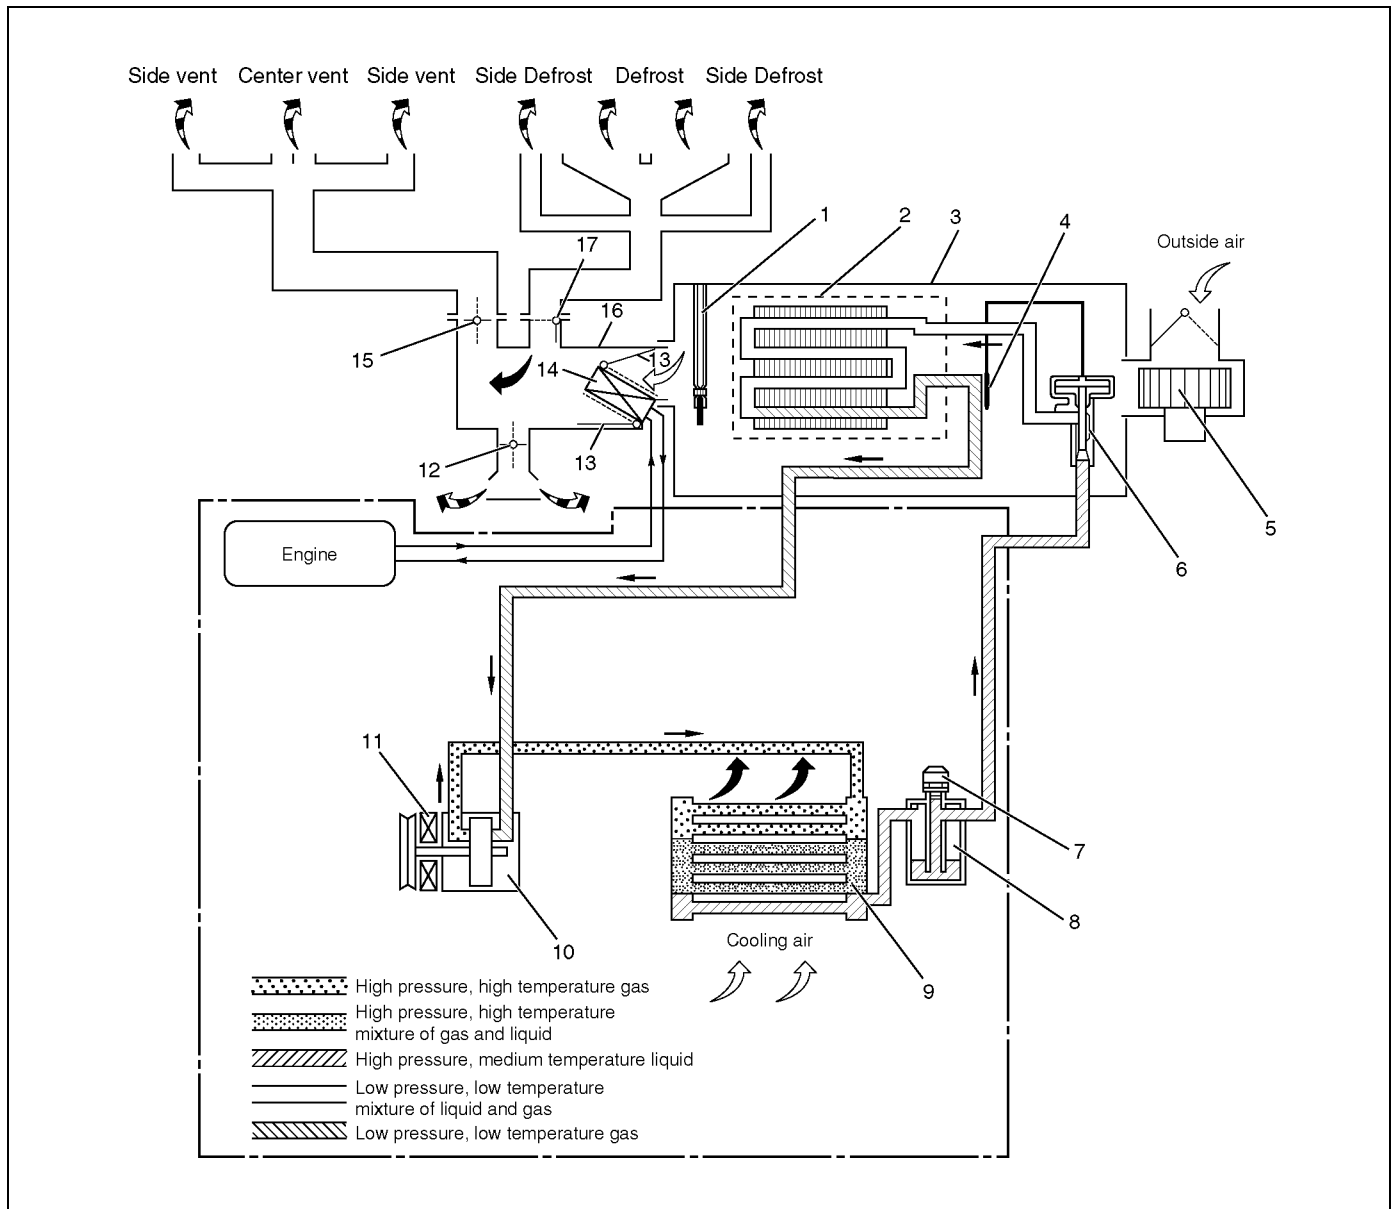 Side vent
Center vent
Side vent
Side Defrost
Defrost
Side Defrost
1
2
3
4
Outside air
17
16
15
14
13
13
12
5
6
Engine
11
7
8
10
9
Cooling air
High pressure, high temperature gas
High pressure, high temperature
mixture of gas and liquid
High pressure, medium temperature liquid
Low pressure, low temperature
mixture of liquid and gas
Low pressure, low temperature gas